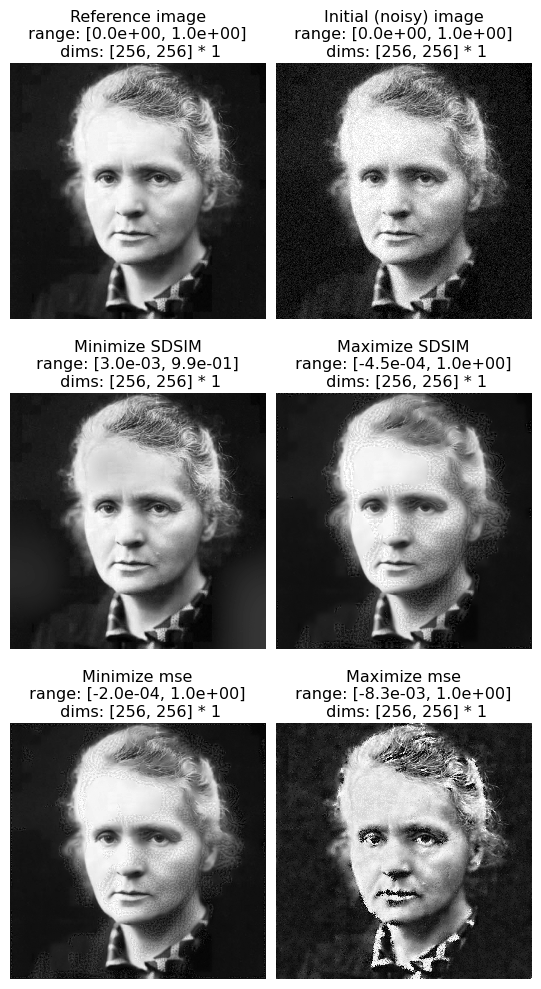 Reference image
range: [0.0e+00, 1.0e+00]
dims: [256, 256] * 1
Initial (noisy) image
range: [0.0e+00, 1.0e+00]
dims: [256, 256] * 1
Minimize SDSIM
range: [3.0e-03, 9.9e-01]
dims: [256, 256] * 1
Maximize SDSIM
range: [-4.5e-04, 1.0e+00]
dims: [256, 256] * 1
Minimize mse
range: [-2.0e-04, 1.0e+00]
dims: [256, 256] * 1
Maximize mse
range: [-8.3e-03, 1.0e+00]
dims: [256, 256] * 1